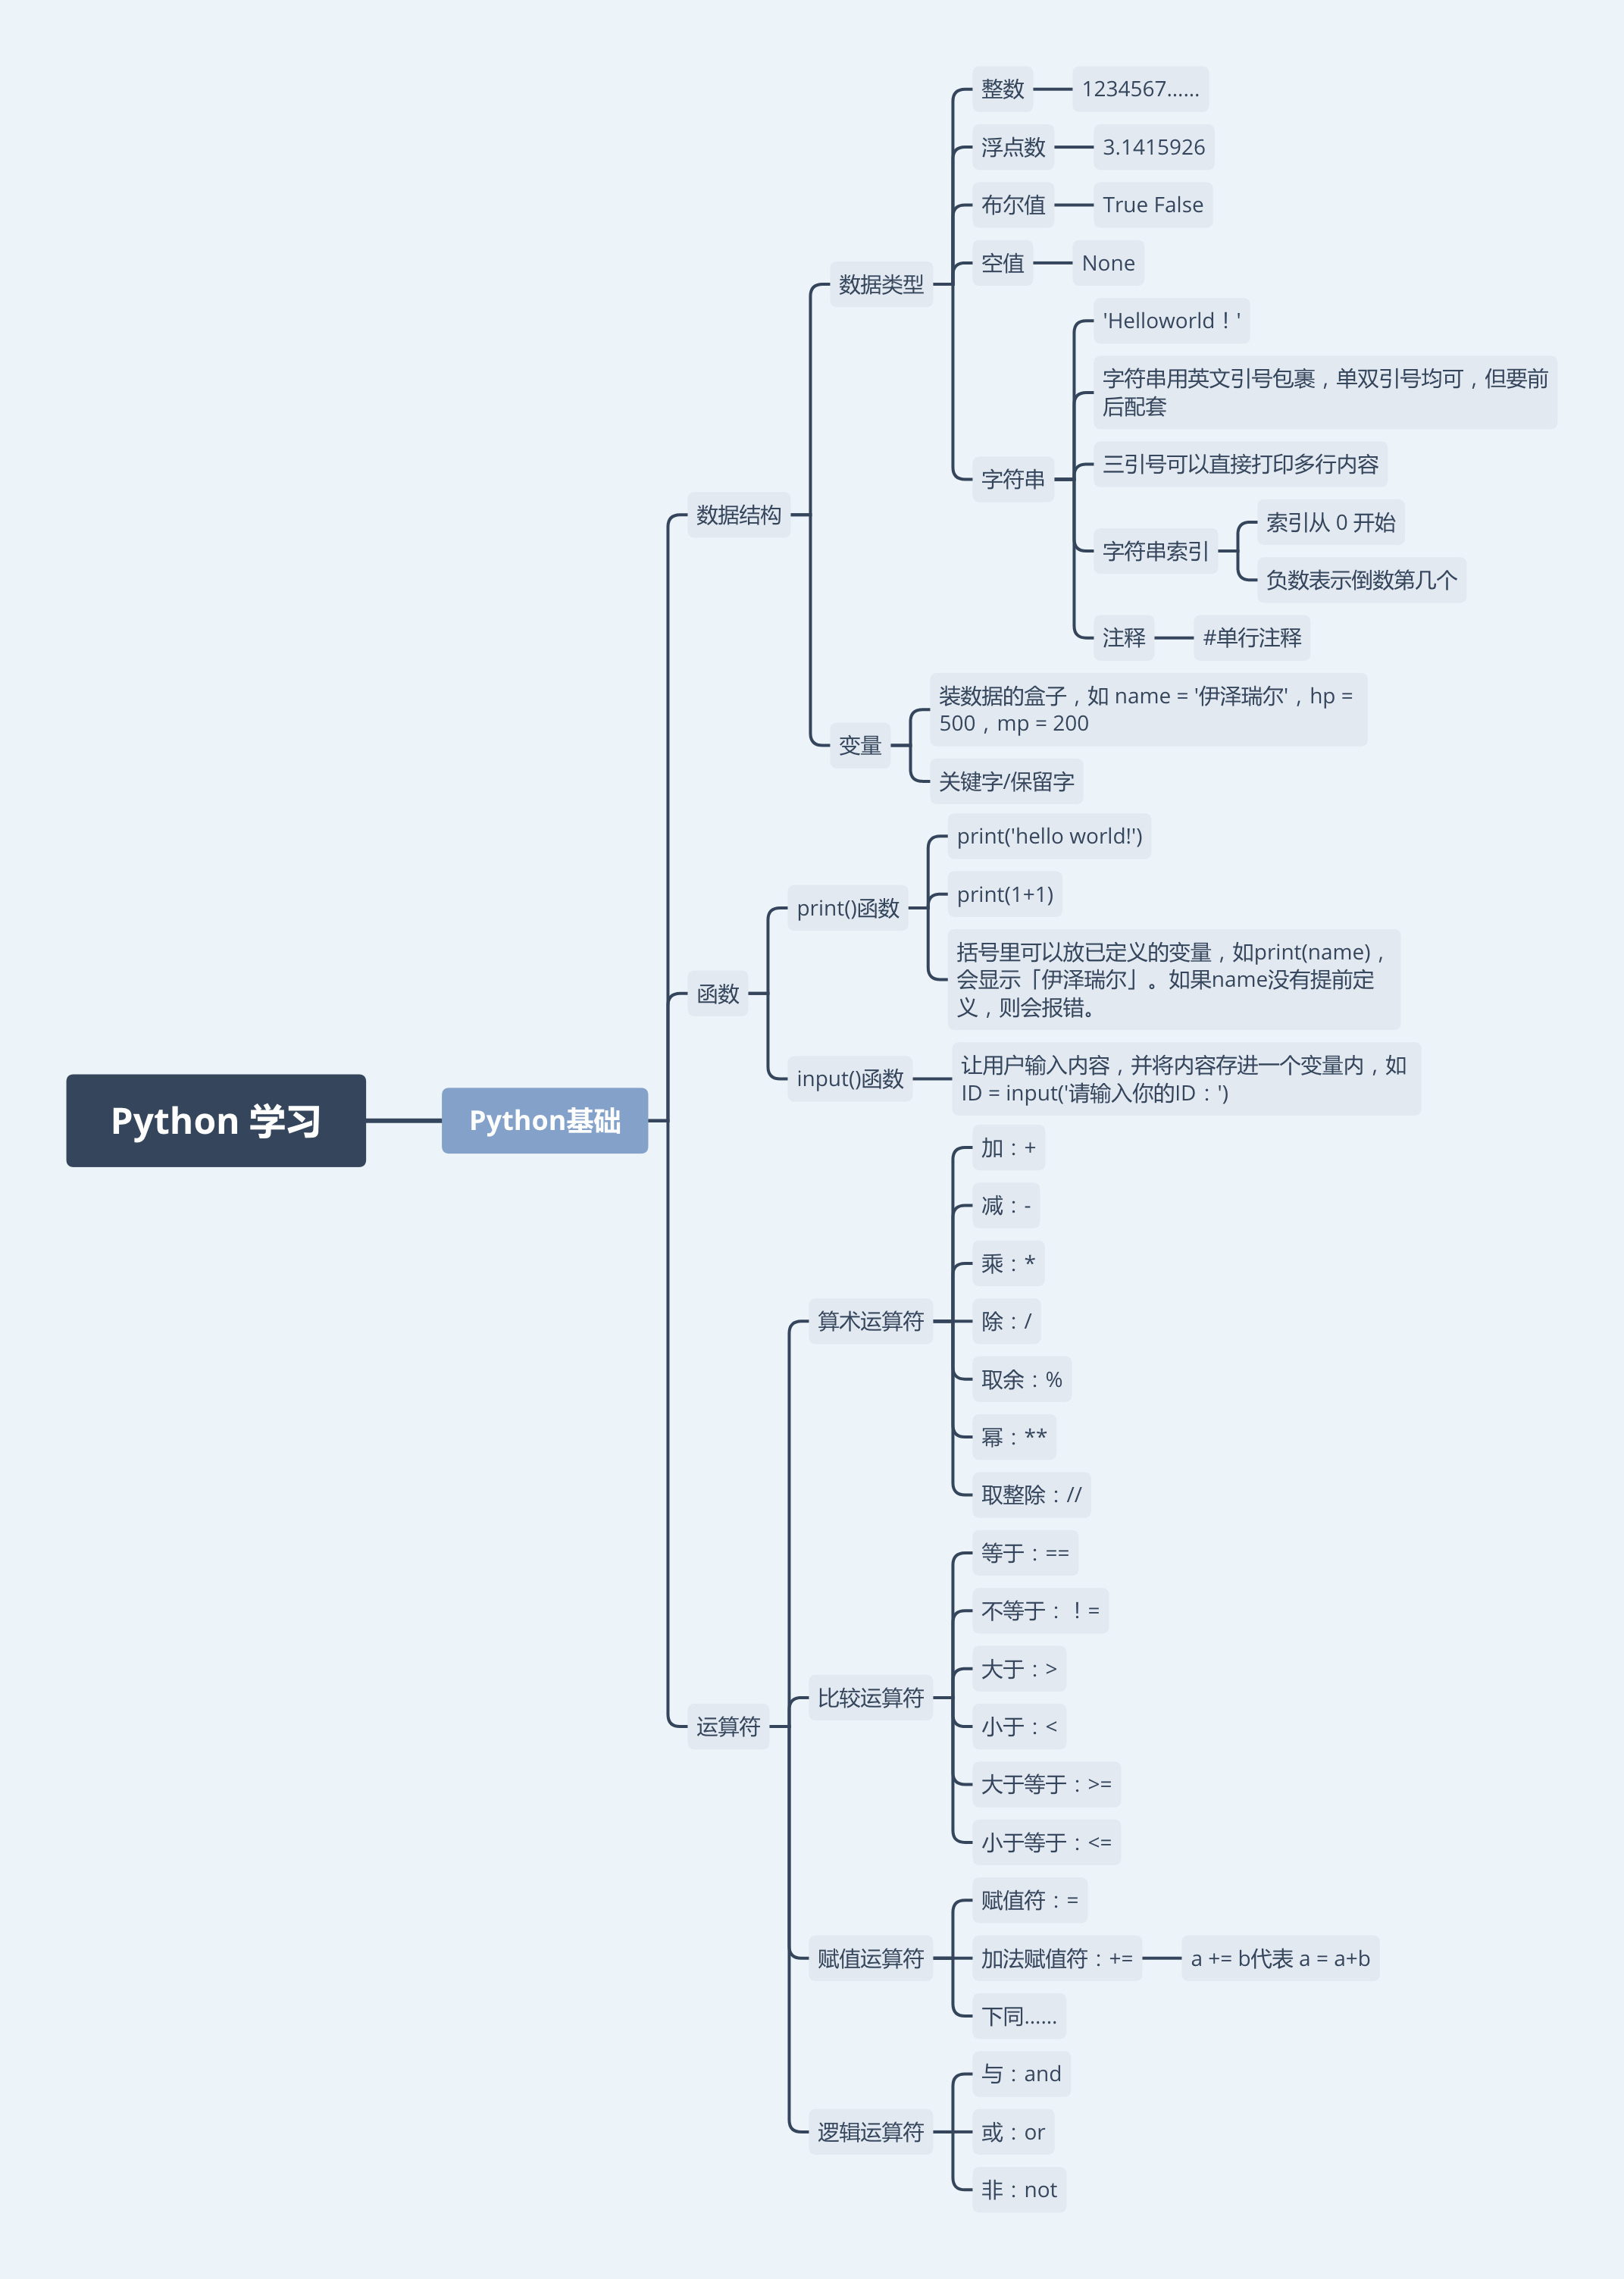 Python 学习
Python基础
数据结构
数据类型
整数
1234567……
浮点数
3.1415926
布尔值
True False
空值
None
字符串
'Helloworld！'
字符串用英文引号包裹，单双引号均可，但要前
后配套
三引号可以直接打印多行内容
字符串索引
索引从 0 开始
负数表示倒数第几个
注释
#单行注释
变量
装数据的盒子，如 name = '伊泽瑞尔'，hp =
500，mp = 200
关键字/保留字
函数
print()函数
print('hello world!')
print(1+1)
括号里可以放已定义的变量，如print(name)，
会显示「伊泽瑞尔」。如果name没有提前定
义，则会报错。
input()函数
让用户输入内容，并将内容存进一个变量内，如
ID = input('请输入你的ID：')
运算符
算术运算符
加：+
减：-
乘：*
除：/
取余：%
幂：**
取整除：//
比较运算符
等于：==
不等于：！=
大于：>
小于：<
大于等于：>=
小于等于：<=
赋值运算符
赋值符：=
加法赋值符：+=
a += b代表 a = a+b
下同……
逻辑运算符
与：and
或：or
非：not